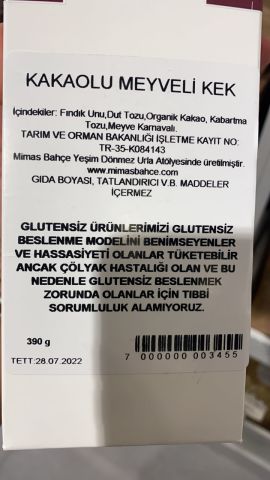 KAKAOLU MEYVELİ KEK
İçindekiler: Fındık Unu,Dut Tozu,Organik Kakao, Kabartma
Tozu,Meyve Karnavalı.
TARIM VE ORMAN BAKANLIĞI İŞLETME KAYIT NO:
TR-35-K084143
Mimas Bahçe Yeşim Dönmez Urla Atölyesinde üretilmiştir.
www.mimasbahce.com
GIDA BOYASI, TATLANDIRICI V.B. MADDELER
İÇERMEZ
GLUTENSİZ ÜRÜNLERİMİZİ GLUTENSİZ
BESLENME MODELİNİ BENİMSEYENLER
VE HASSASİYETİ OLANLAR TÜKETEBİLİR
ANCAK ÇÖLYAK HASTALIĞI OLAN VE BU
NEDENLE GLUTENSİZ BESLENMEK
ZORUNDA OLANLAR İÇİN TIBBİ
SORUMLULUK ALAMIYORUZ.
390 g
7 000000 003455
TETT:28.07.2022